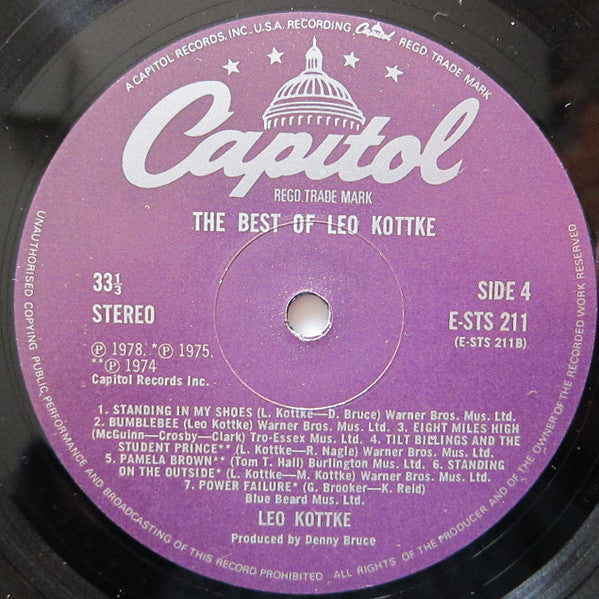 A CAPITOL RECORDS, INC. U.S.A. RECORDING Capitol REGD. TRADE MARK
Capitol
REGD. TRADE MARK
THE BEST OF LEO KOTTKE
33⅓
STEREO
SIDE 4
E-STS 211
(E-STS 211B)
℗ 1978. *℗ 1975.
**℗ 1974
Capitol Records Inc.
1. STANDING IN MY SHOES (L. Kottke—D. Bruce) Warner Bros. Mus. Ltd.
2. BUMBLEBEE (Leo Kottke) Warner Bros. Mus. Ltd. 3. EIGHT MILES HIGH
(McGuinn—Crosby—Clark) Tro-Essex Mus. Ltd. 4. TILT BILLINGS AND THE
STUDENT PRINCE** (L. Kottke—R. Nagle) Warner Bros. Mus. Ltd.
5. PAMELA BROWN** (Tom T. Hall) Burlington Mus. Ltd. 6. STANDING
ON THE OUTSIDE* (L. Kottke—M. Kottke) Warner Bros. Mus. Ltd.
7. POWER FAILURE* (G. Brooker—K. Reid)
Blue Beard Mus. Ltd.
LEO KOTTKE
Produced by Denny Bruce
UNAUTHORISED COPYING PUBLIC PERFORMANCE AND BROADCASTING OF THIS RECORD PROHIBITED ALL RIGHTS OF THE PRODUCER AND OF THE OWNER OF THE RECORDED WORK RESERVED